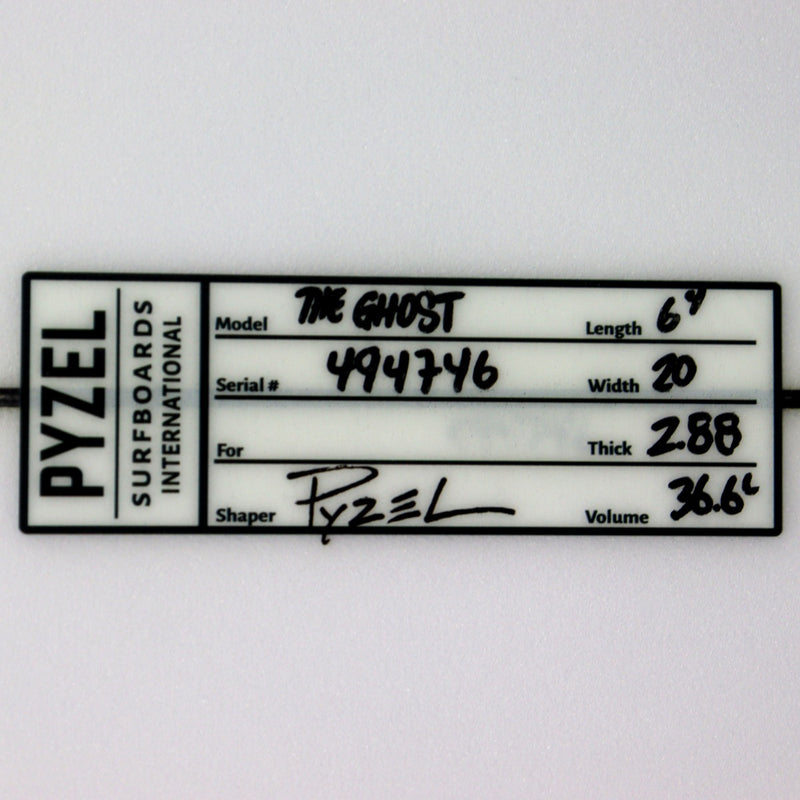 PYZEL
SURFBOARDS
INTERNATIONAL
Model THE GHOST Length 6'4
Serial # 494746 Width 20
For Thick 2.88
Shaper PYZEL Volume 36.6L